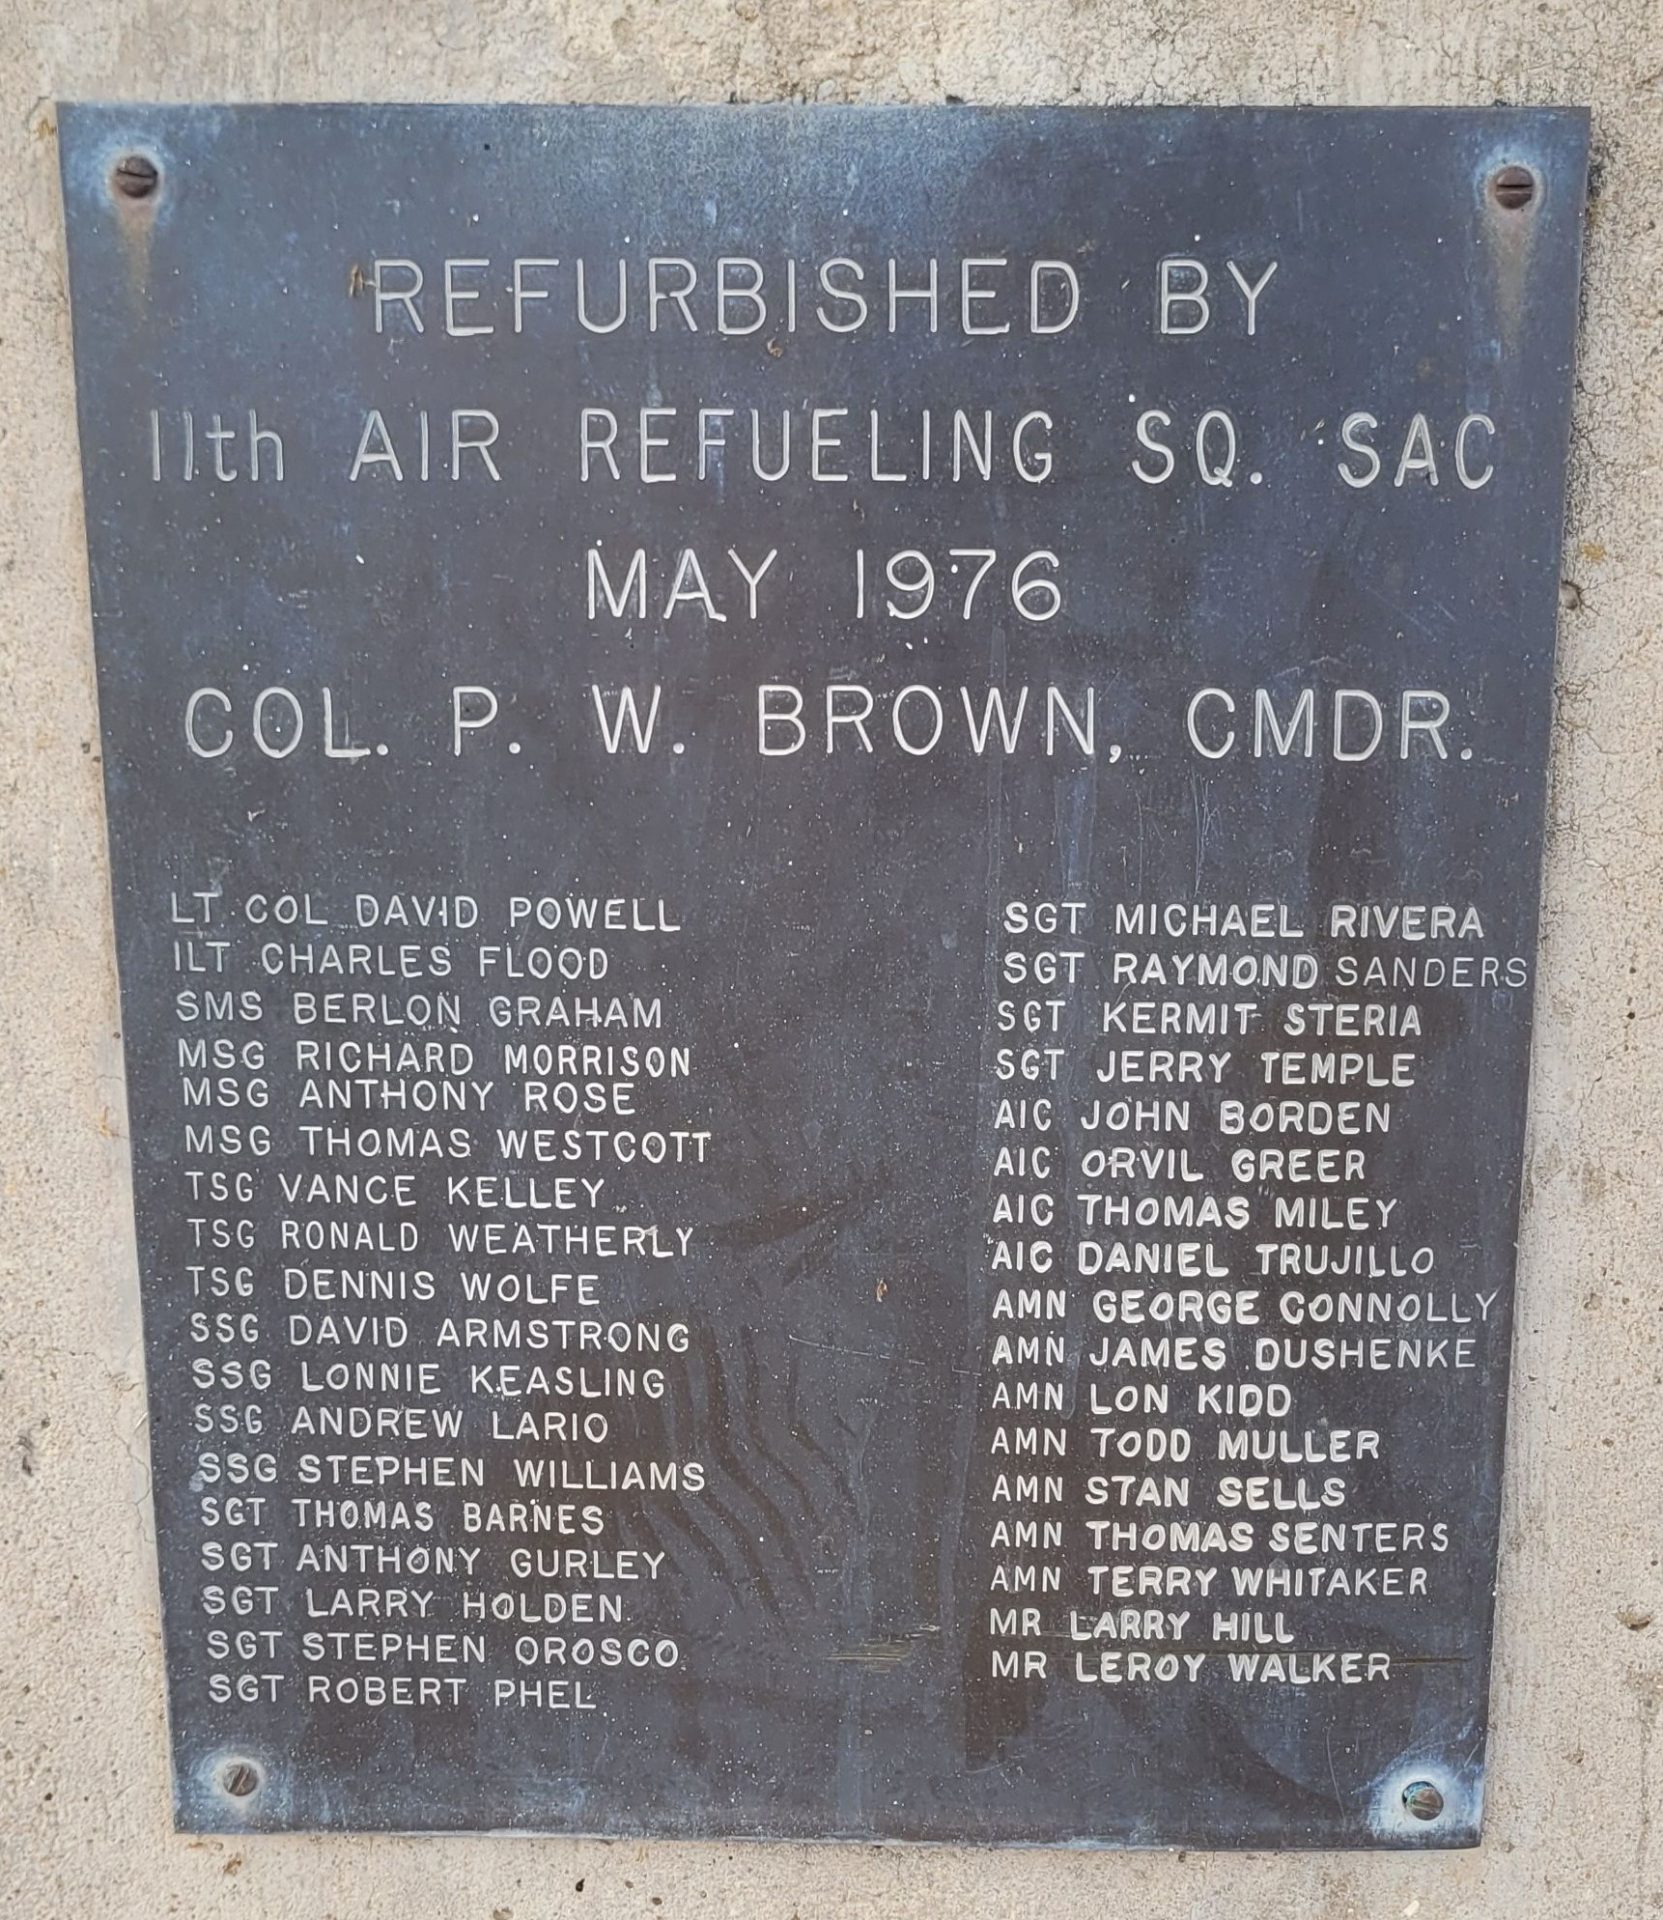 REFURBISHED BY
11th AIR REFUELING SQ. SAC
MAY 1976
COL. P. W. BROWN, CMDR.
LT COL DAVID POWELL
1LT CHARLES FLOOD
SMS BERLON GRAHAM
MSG RICHARD MORRISON
MSG ANTHONY ROSE
MSG THOMAS WESTCOTT
TSG VANCE KELLEY
TSG RONALD WEATHERLY
TSG DENNIS WOLFE
SSG DAVID ARMSTRONG
SSG LONNIE KEASLING
SSG ANDREW LARIO
SSG STEPHEN WILLIAMS
SGT THOMAS BARNES
SGT ANTHONY GURLEY
SGT LARRY HOLDEN
SGT STEPHEN OROSCO
SGT ROBERT PHEL
SGT MICHAEL RIVERA
SGT RAYMOND SANDERS
SGT KERMIT STERIA
SGT JERRY TEMPLE
A1C JOHN BORDEN
A1C ORVIL GREER
A1C THOMAS MILEY
A1C DANIEL TRUJILLO
AMN GEORGE CONNOLLY
AMN JAMES DUSHENKE
AMN LON KIDD
AMN TODD MULLER
AMN STAN SELLS
AMN THOMAS SENTERS
AMN TERRY WHITAKER
MR LARRY HILL
MR LEROY WALKER